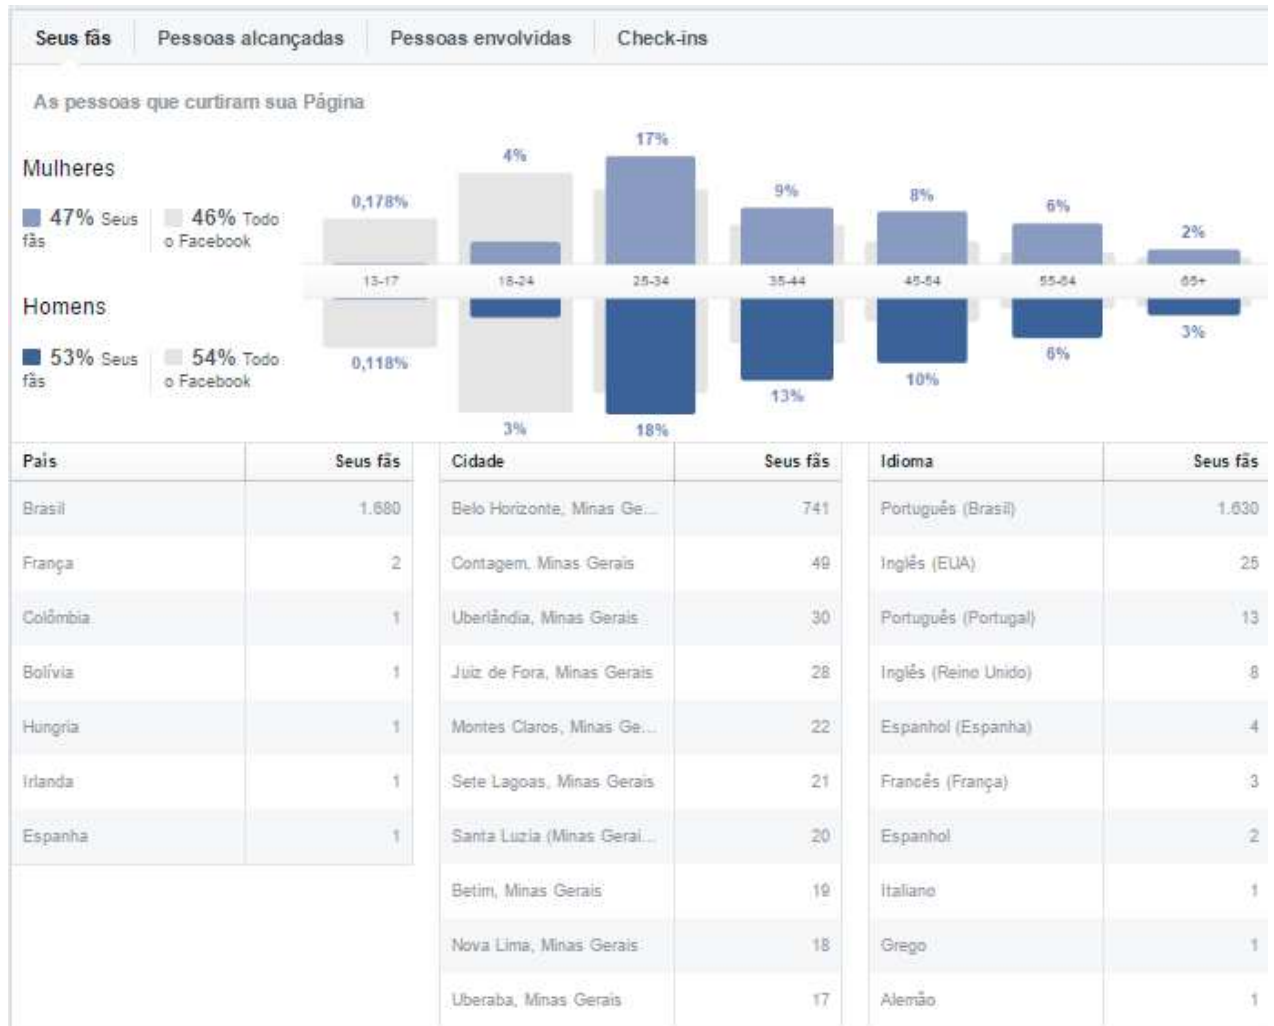 Seus fãs Pessoas alcançadas Pessoas envolvidas Check-ins
As pessoas que curtiram sua Página
Mulheres
47% Seus fãs
46% Todo o Facebook
0,178% 4% 17% 9% 8% 6% 2%
13-17 18-24 25-34 35-44 45-54 55-64 65+
Homens
53% Seus fãs
54% Todo o Facebook
0,118% 3% 18% 13% 10% 6% 3%
País Seus fãs Cidade Seus fãs Idioma Seus fãs
Brasil 1.680 Belo Horizonte, Minas Ge... 741 Português (Brasil) 1.630
França 2 Contagem, Minas Gerais 49 Inglês (EUA) 25
Colômbia 1 Uberlândia, Minas Gerais 30 Português (Portugal) 13
Bolívia 1 Juiz de Fora, Minas Gerais 28 Inglês (Reino Unido) 8
Hungria 1 Montes Claros, Minas Ge... 22 Espanhol (Espanha) 4
Irlanda 1 Sete Lagoas, Minas Gerais 21 Francês (França) 3
Espanha 1 Santa Luzia (Minas Gerai... 20 Espanhol 2
Betim, Minas Gerais 19 Italiano 1
Nova Lima, Minas Gerais 18 Grego 1
Uberaba, Minas Gerais 17 Alemão 1